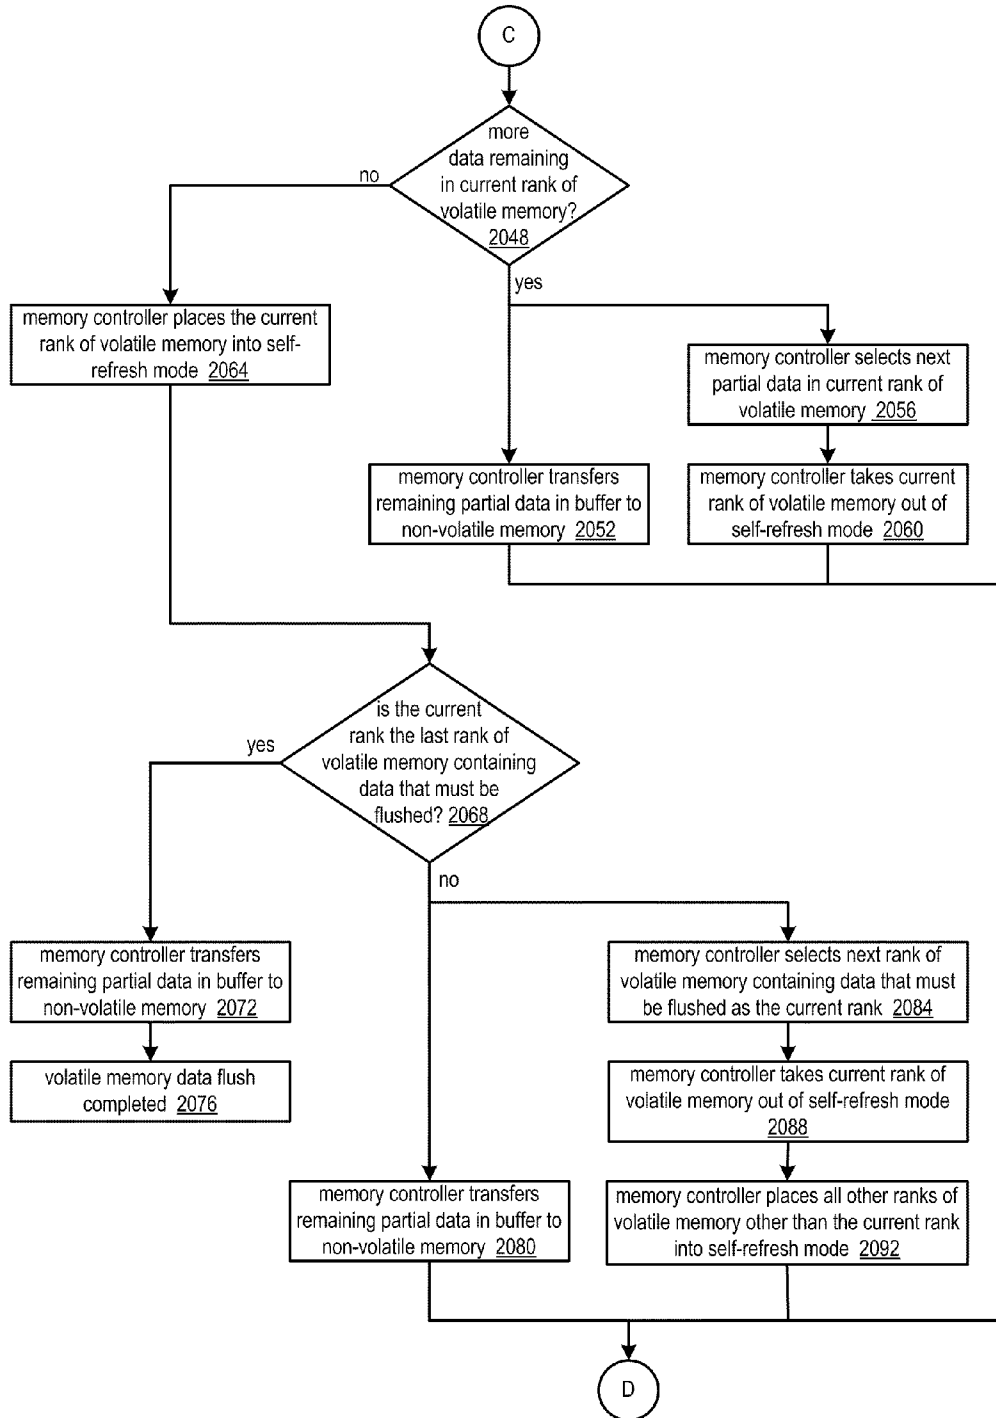 C
more
data remaining
in current rank of
volatile memory?
2048
no
yes
memory controller places the current
rank of volatile memory into self-
refresh mode 2064
memory controller selects next
partial data in current rank of
volatile memory 2056
memory controller transfers
remaining partial data in buffer to
non-volatile memory 2052
memory controller takes current
rank of volatile memory out of
self-refresh mode 2060
is the current
rank the last rank of
volatile memory containing
data that must be
flushed? 2068
yes
no
memory controller transfers
remaining partial data in buffer to
non-volatile memory 2072
memory controller selects next rank of
volatile memory containing data that must
be flushed as the current rank 2084
volatile memory data flush
completed 2076
memory controller takes current rank of
volatile memory out of self-refresh mode
2088
memory controller transfers
remaining partial data in buffer to
non-volatile memory 2080
memory controller places all other ranks of
volatile memory other than the current rank
into self-refresh mode 2092
D